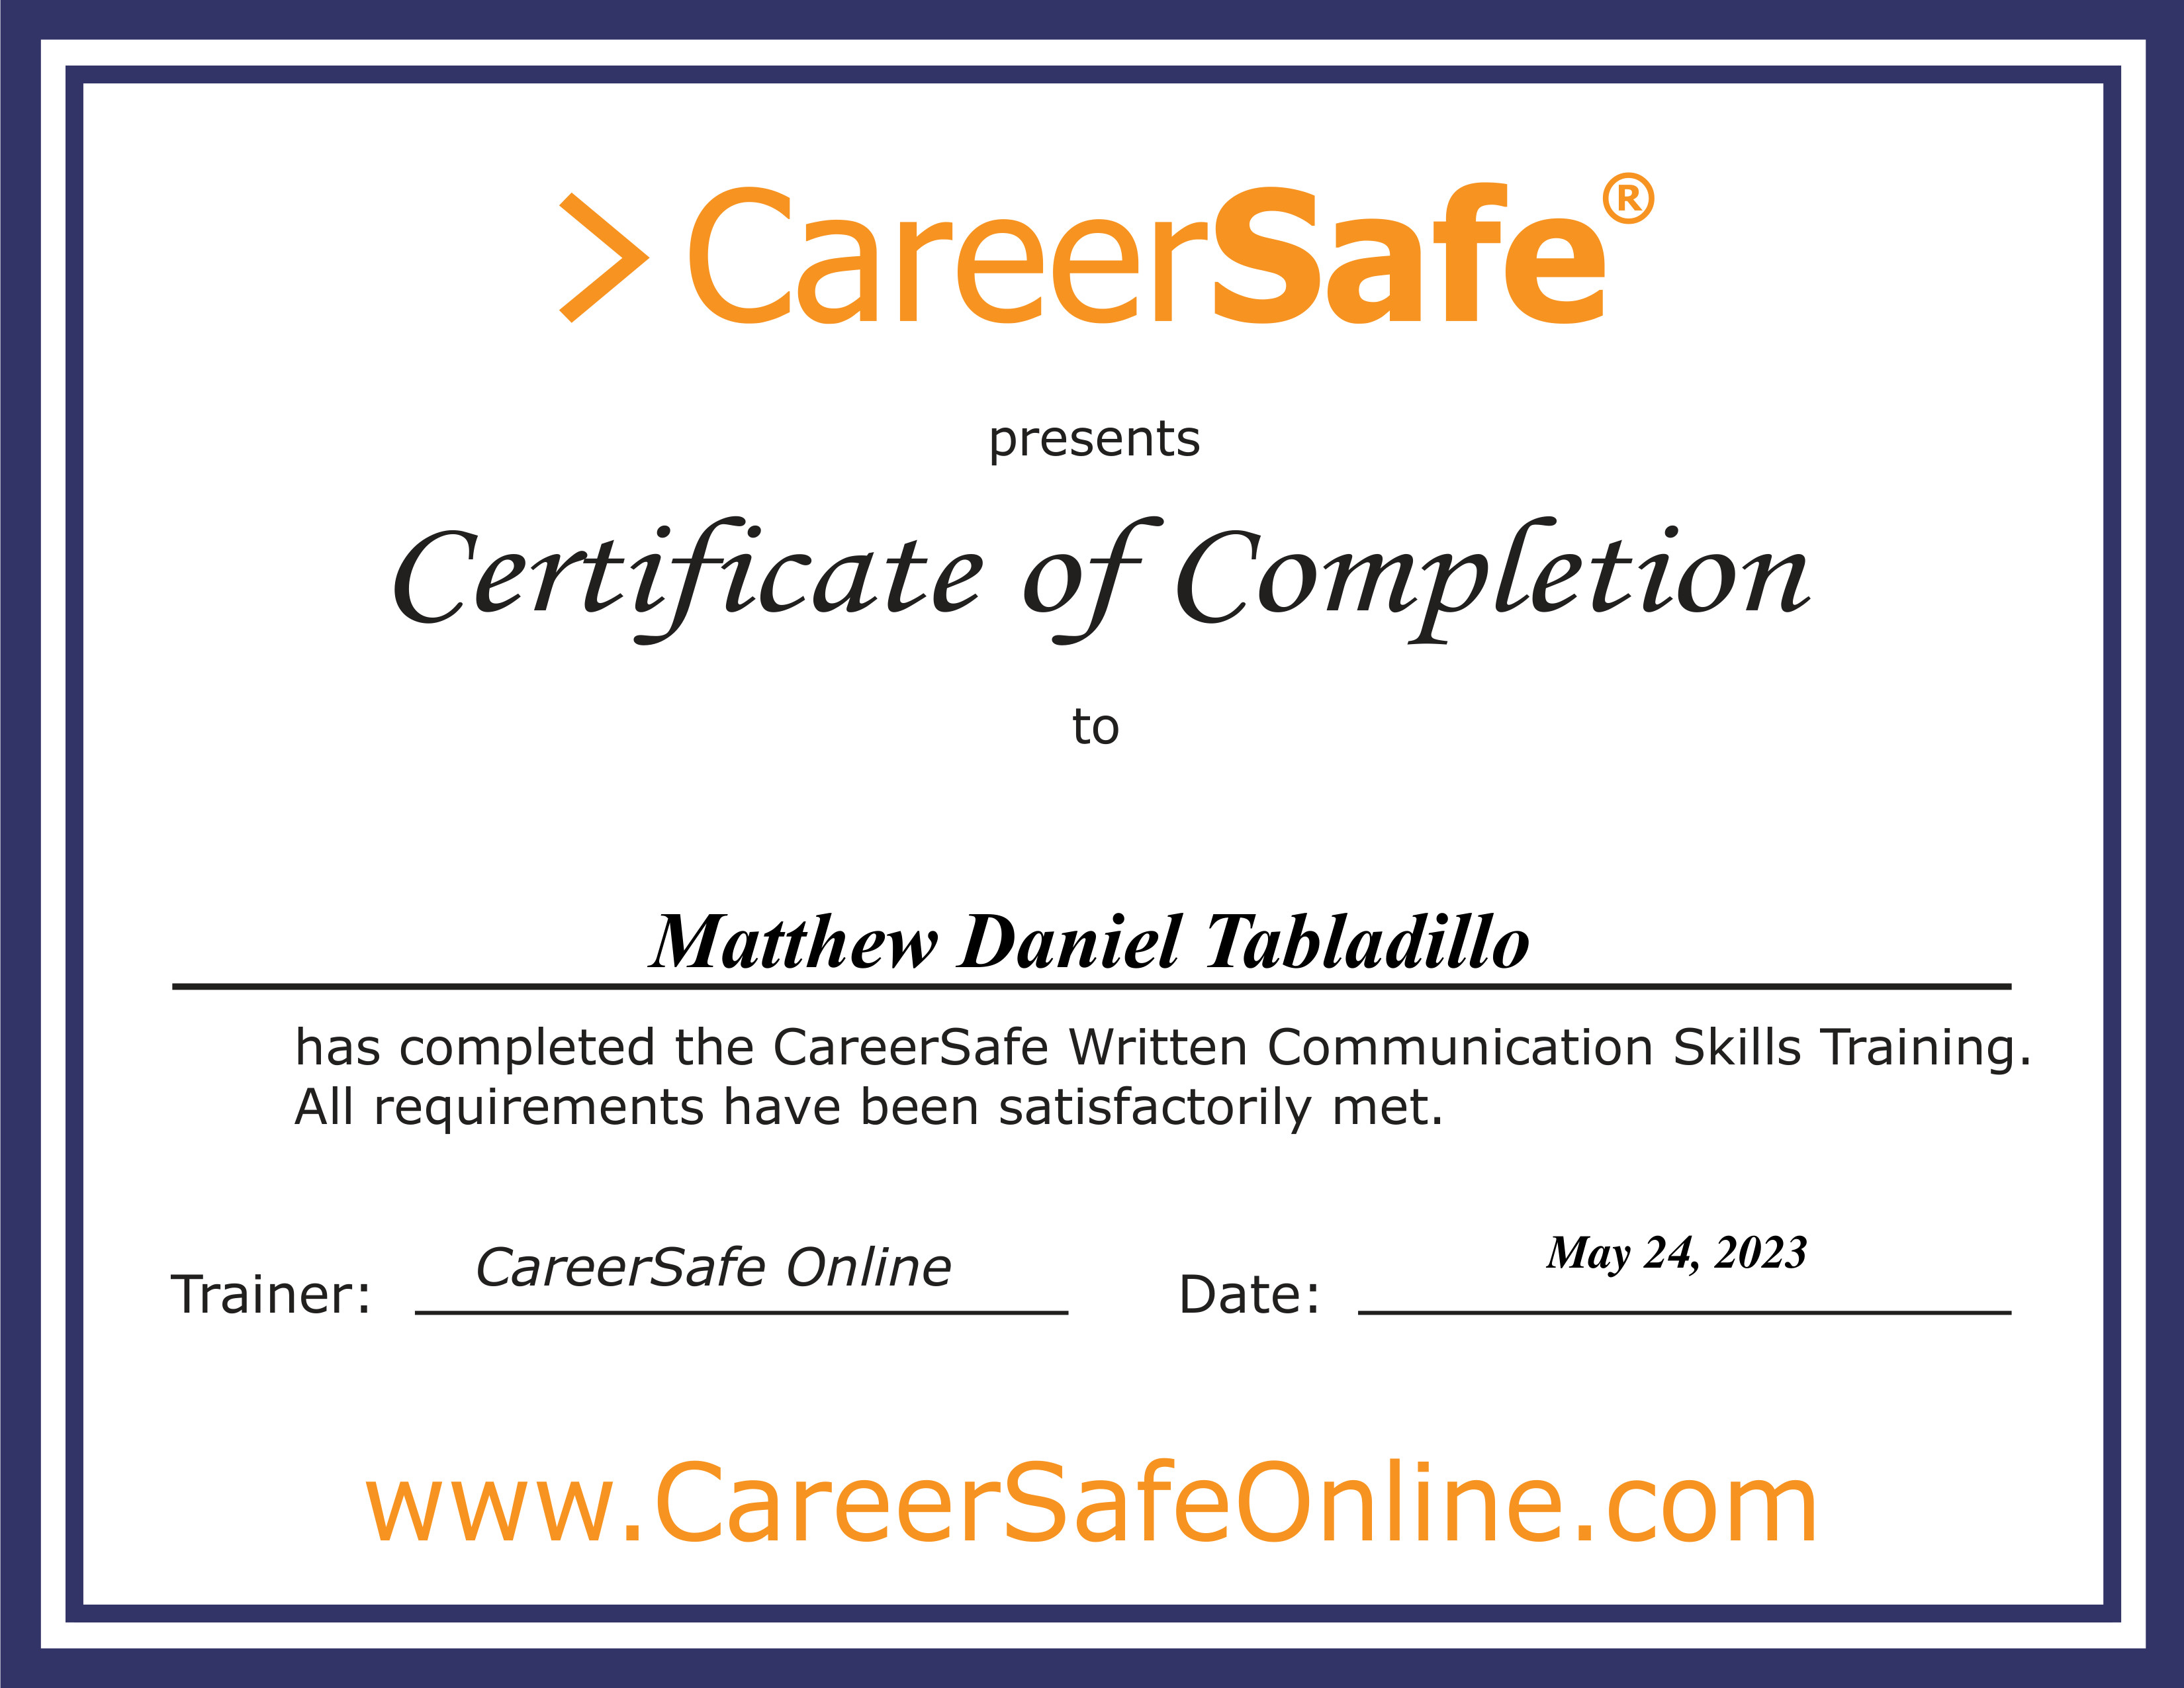 > CareerSafe®
presents
Certificate of Completion
to
Matthew Daniel Tabladillo
has completed the CareerSafe Written Communication Skills Training.
All requirements have been satisfactorily met.
Trainer: CareerSafe Online Date: May 24, 2023
www.CareerSafeOnline.com